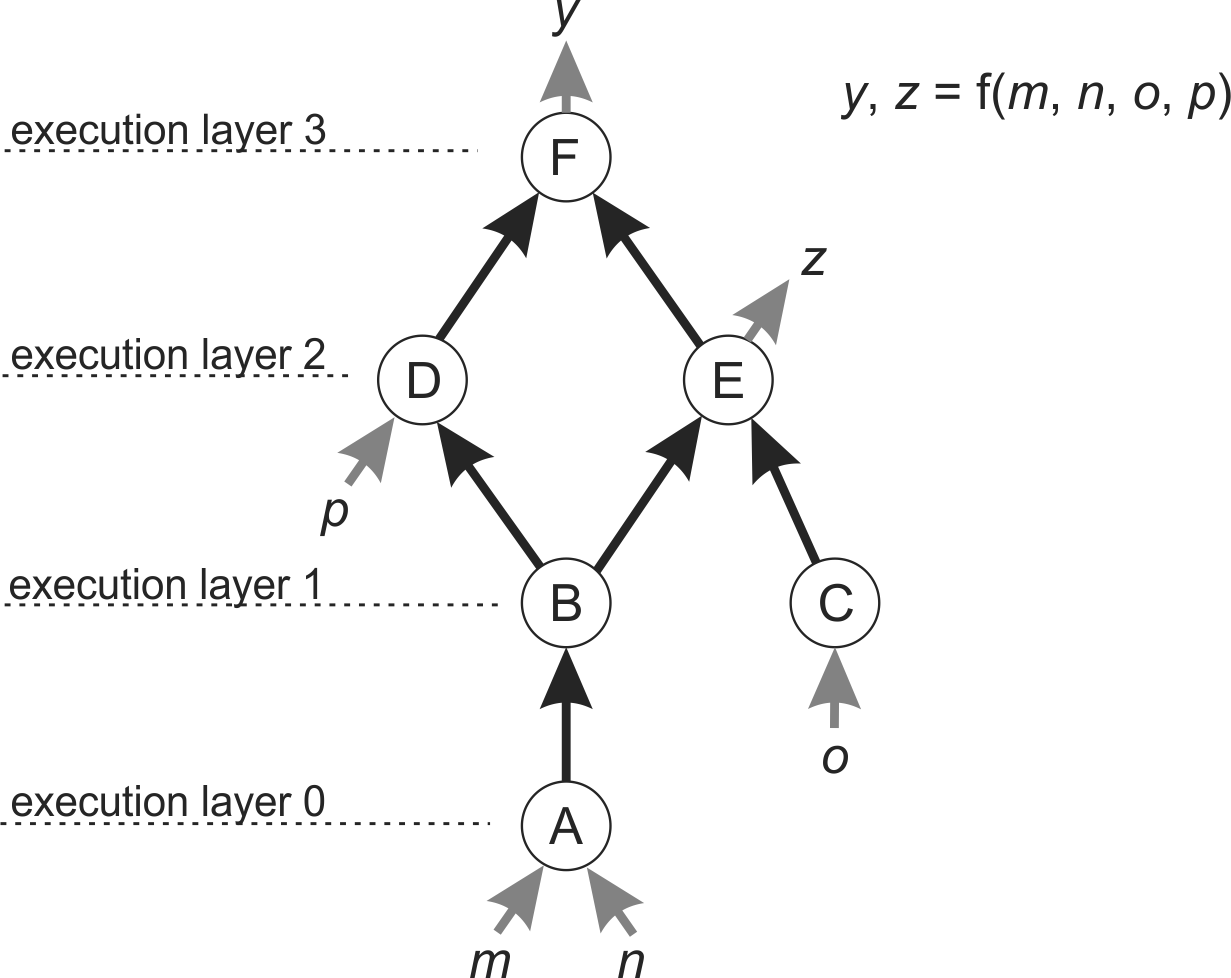 y
y, z = f(m, n, o, p)
execution layer 3
F
z
execution layer 2
D
E
p
execution layer 1
B
C
o
execution layer 0
A
m
n